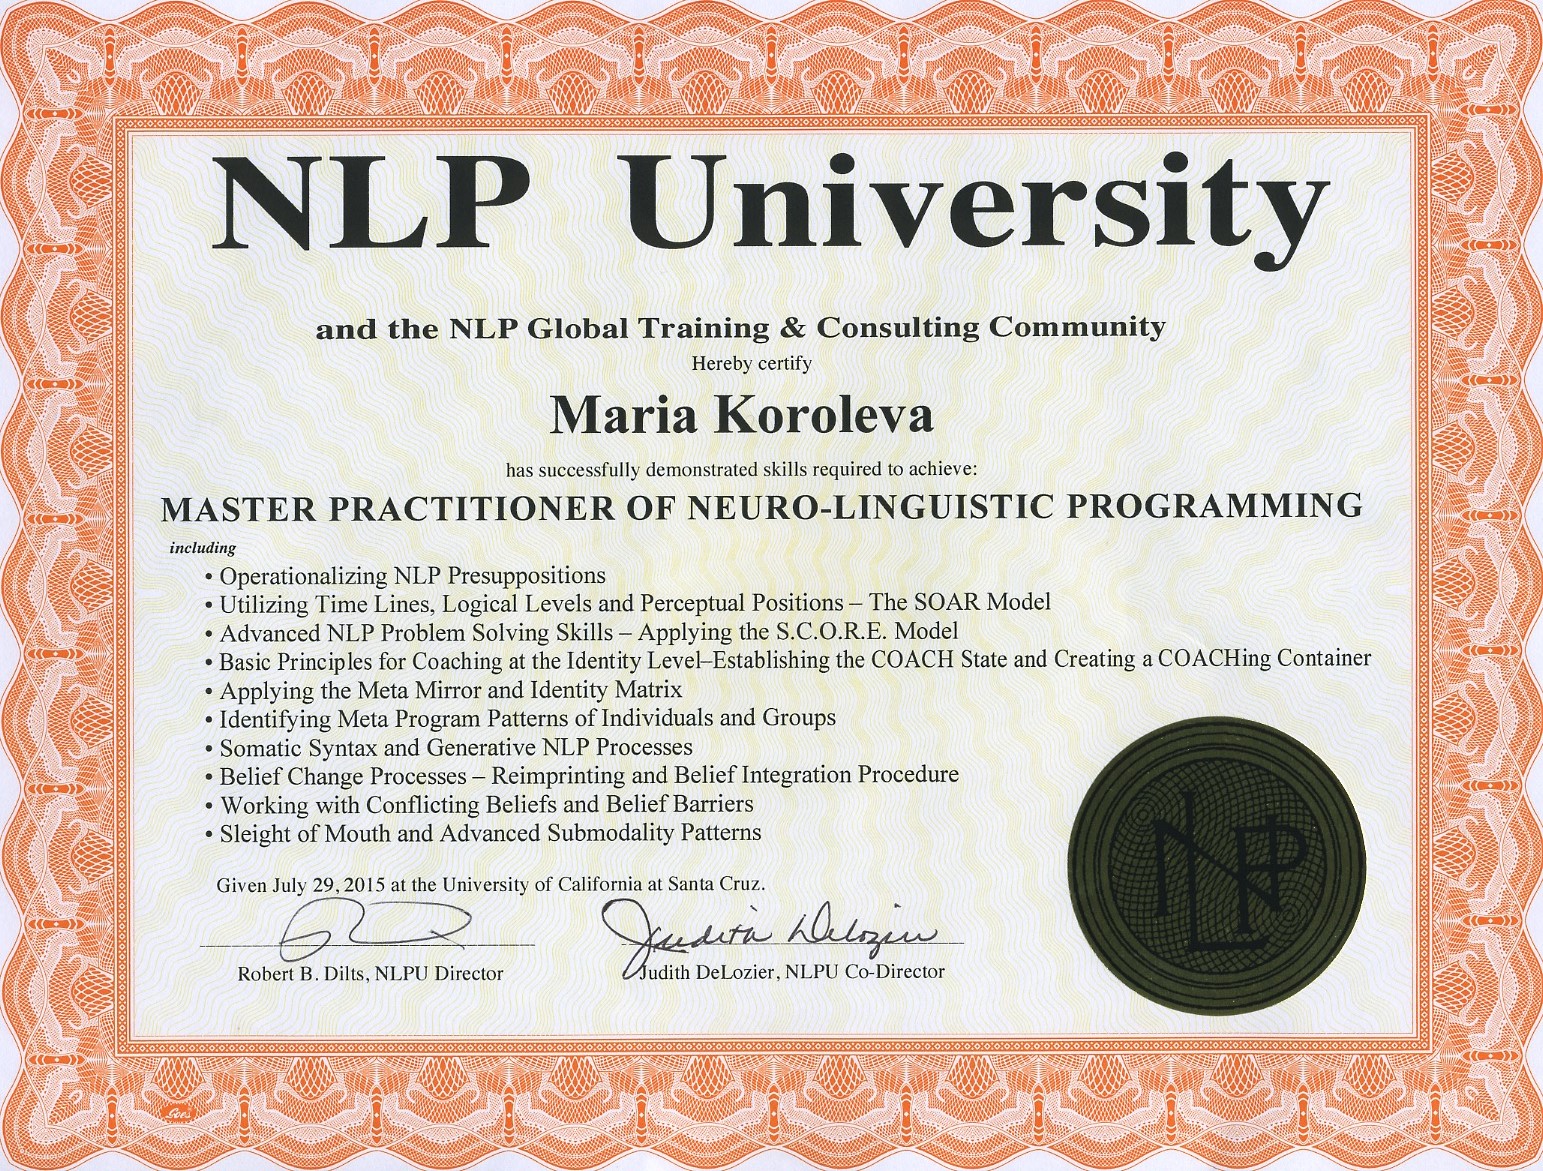 NLP University
and the NLP Global Training & Consulting Community
Hereby certify
Maria Koroleva
has successfully demonstrated skills required to achieve:
MASTER PRACTITIONER OF NEURO-LINGUISTIC PROGRAMMING
including
• Operationalizing NLP Presuppositions
• Utilizing Time Lines, Logical Levels and Perceptual Positions – The SOAR Model
• Advanced NLP Problem Solving Skills – Applying the S.C.O.R.E. Model
• Basic Principles for Coaching at the Identity Level–Establishing the COACH State and Creating a COACHing Container
• Applying the Meta Mirror and Identity Matrix
• Identifying Meta Program Patterns of Individuals and Groups
• Somatic Syntax and Generative NLP Processes
• Belief Change Processes – Reimprinting and Belief Integration Procedure
• Working with Conflicting Beliefs and Belief Barriers
• Sleight of Mouth and Advanced Submodality Patterns
NLP
Given July 29, 2015 at the University of California at Santa Cruz.
Judith DeLozier
Robert B. Dilts, NLPU Director
Judith DeLozier, NLPU Co-Director